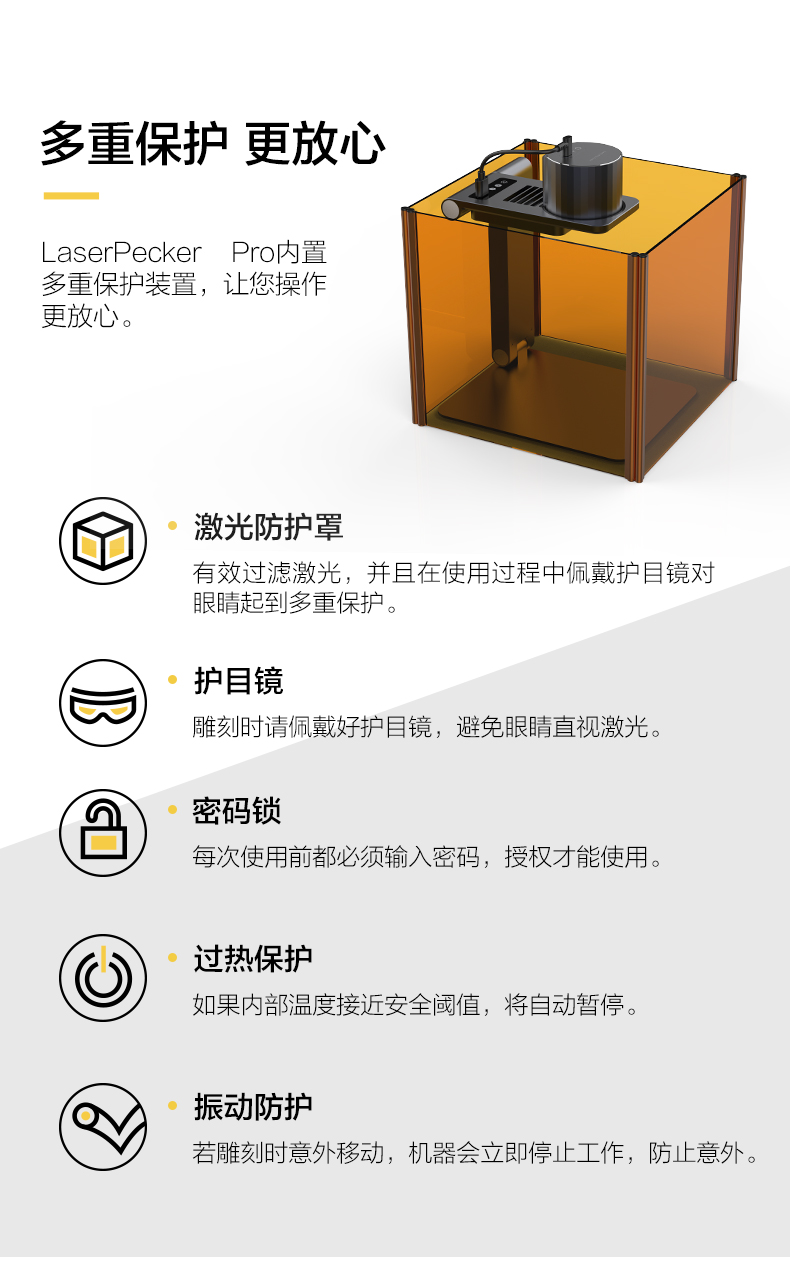 多重保护 更放心
LaserPecker Pro内置
多重保护装置，让您操作
更放心。
激光防护罩
有效过滤激光，并且在使用过程中佩戴护目镜对
眼睛起到多重保护。
护目镜
雕刻时请佩戴好护目镜，避免眼睛直视激光。
密码锁
每次使用前都必须输入密码，授权才能使用。
过热保护
如果内部温度接近安全阈值，将自动暂停。
振动防护
若雕刻时意外移动，机器会立即停止工作，防止意外。